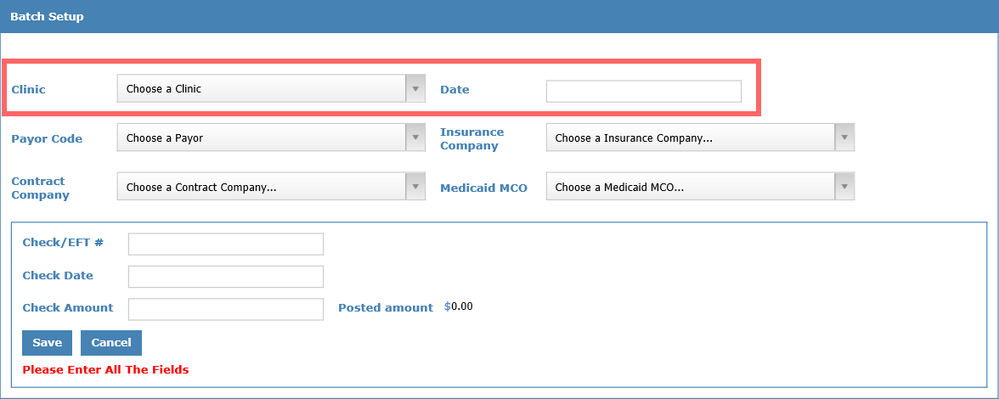 Batch Setup
Clinic Choose a Clinic Date
Payor Code Choose a Payor Insurance Company Choose a Insurance Company...
Contract Company Choose a Contract Company... Medicaid MCO Choose a Medicaid MCO...
Check/EFT #
Check Date
Check Amount Posted amount $0.00
Save Cancel
Please Enter All The Fields